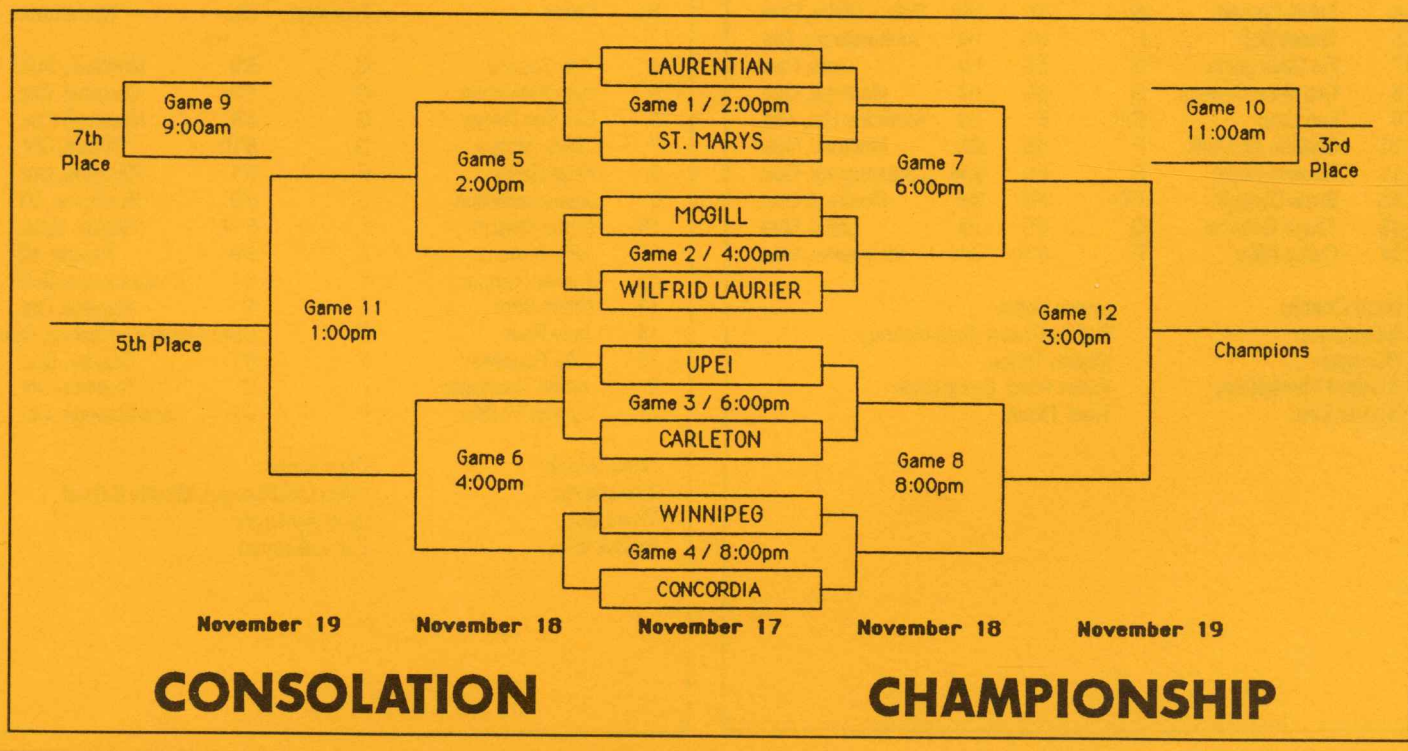 LAURENTIAN
Game 1 / 2:00pm
ST. MARYS
MCGILL
Game 2 / 4:00pm
WILFRID LAURIER
UPEI
Game 3 / 6:00pm
CARLETON
WINNIPEG
Game 4 / 8:00pm
CONCORDIA
Game 9
9:00am
7th
Place
Game 5
2:00pm
Game 11
1:00pm
5th Place
Game 6
4:00pm
Game 7
6:00pm
Game 10
11:00am
3rd
Place
Game 12
3:00pm
Champions
Game 8
8:00pm
November 19
November 18
November 17
November 18
November 19
CONSOLATION
CHAMPIONSHIP